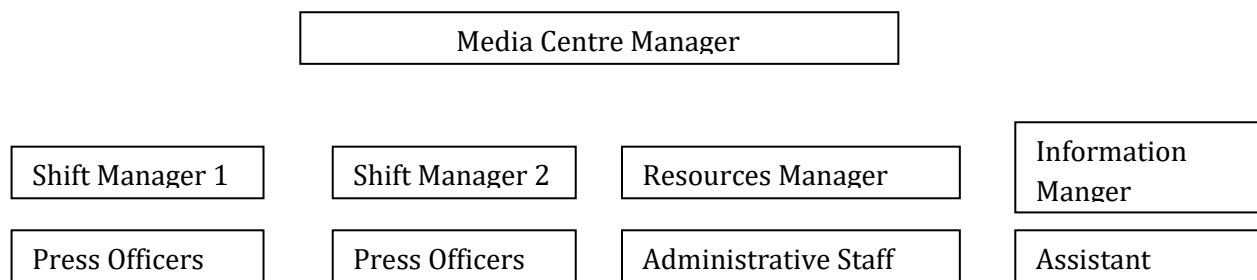 Media Centre Manager
Shift Manager 1
Shift Manager 2
Resources Manager
Information
Manger
Press Officers
Press Officers
Administrative Staff
Assistant